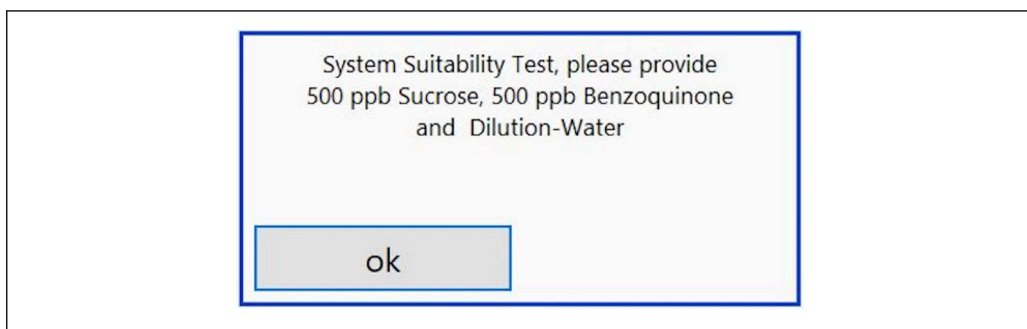 System Suitability Test, please provide
500 ppb Sucrose, 500 ppb Benzoquinone
and Dilution-Water
ok